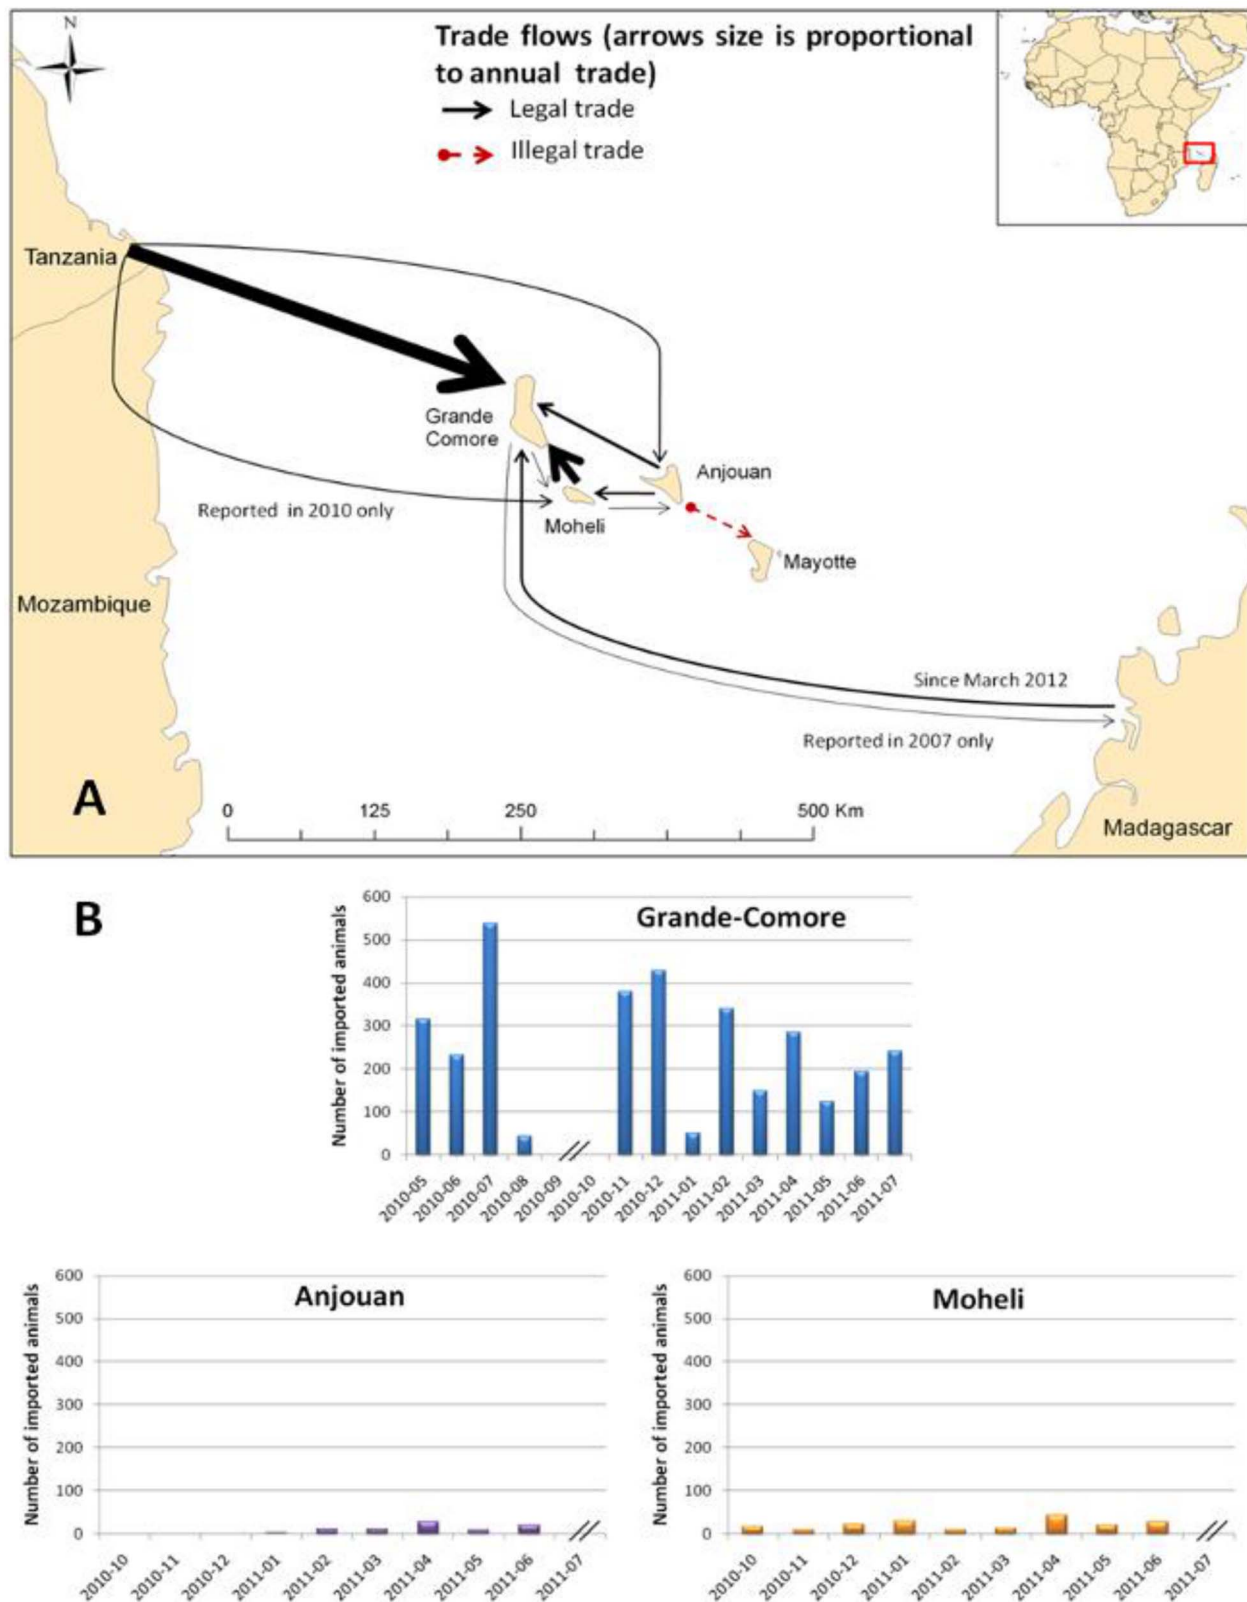 N
Trade flows (arrows size is proportional
to annual trade)
Legal trade
Illegal trade
Tanzania
Grande
Comore
Anjouan
Reported in 2010 only
Moheli
Mayotte
Mozambique
Since March 2012
Reported in 2007 only
A
0 125 250 500 Km
Madagascar
B
Grande-Comore
Number of imported animals
600
500
400
300
200
100
0
2010-05 2010-06 2010-07 2010-08 2010-09 2010-10 2010-11 2010-12 2011-01 2011-02 2011-03 2011-04 2011-05 2011-06 2011-07
Anjouan
Number of imported animals
600
500
400
300
200
100
0
2010-10 2010-11 2010-12 2011-01 2011-02 2011-03 2011-04 2011-05 2011-06 2011-07
Moheli
Number of imported animals
600
500
400
300
200
100
0
2010-10 2010-11 2010-12 2011-01 2011-02 2011-03 2011-04 2011-05 2011-06 2011-07